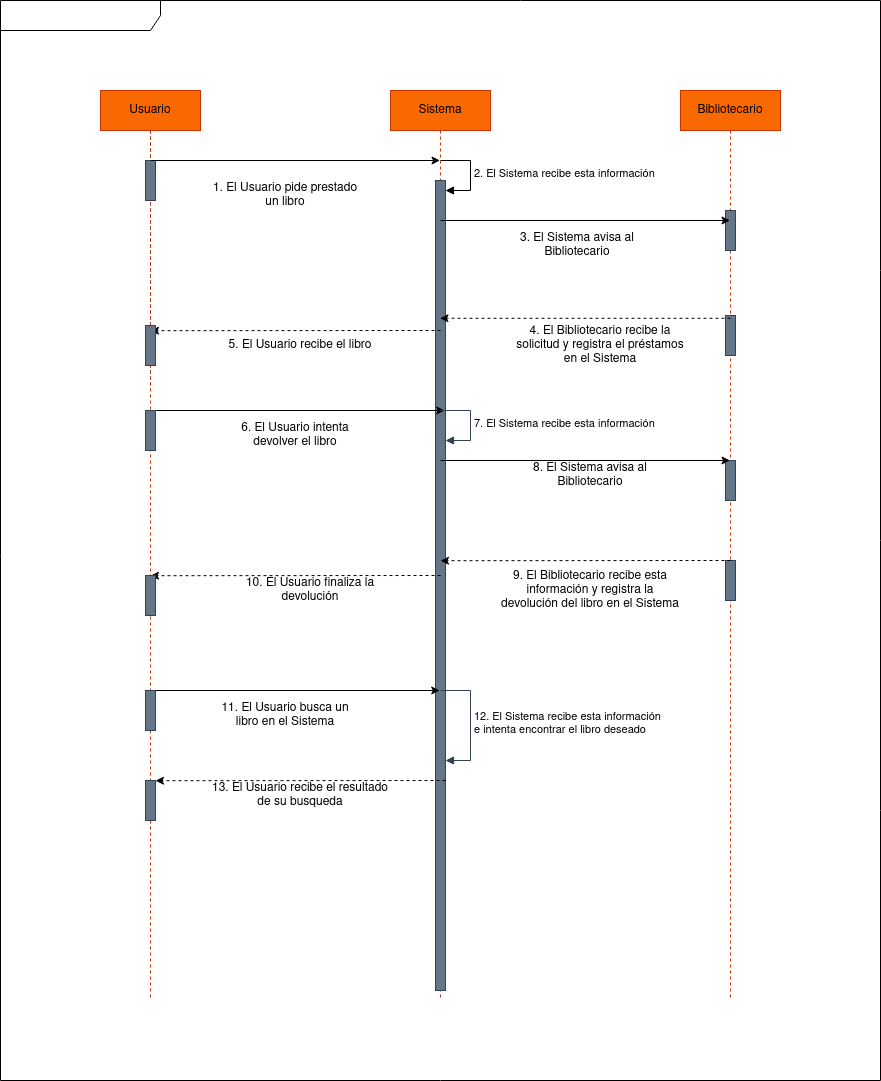 Usuario
Sistema
Bibliotecario
1. El Usuario pide prestado
un libro
2. El Sistema recibe esta información
3. El Sistema avisa al
Bibliotecario
4. El Bibliotecario recibe la
solicitud y registra el préstamos
en el Sistema
5. El Usuario recibe el libro
6. El Usuario intenta
devolver el libro
7. El Sistema recibe esta información
8. El Sistema avisa al
Bibliotecario
9. El Bibliotecario recibe esta
información y registra la
devolución del libro en el Sistema
10. El Usuario finaliza la
devolución
11. El Usuario busca un
libro en el Sistema
12. El Sistema recibe esta información
e intenta encontrar el libro deseado
13. El Usuario recibe el resultado
de su busqueda